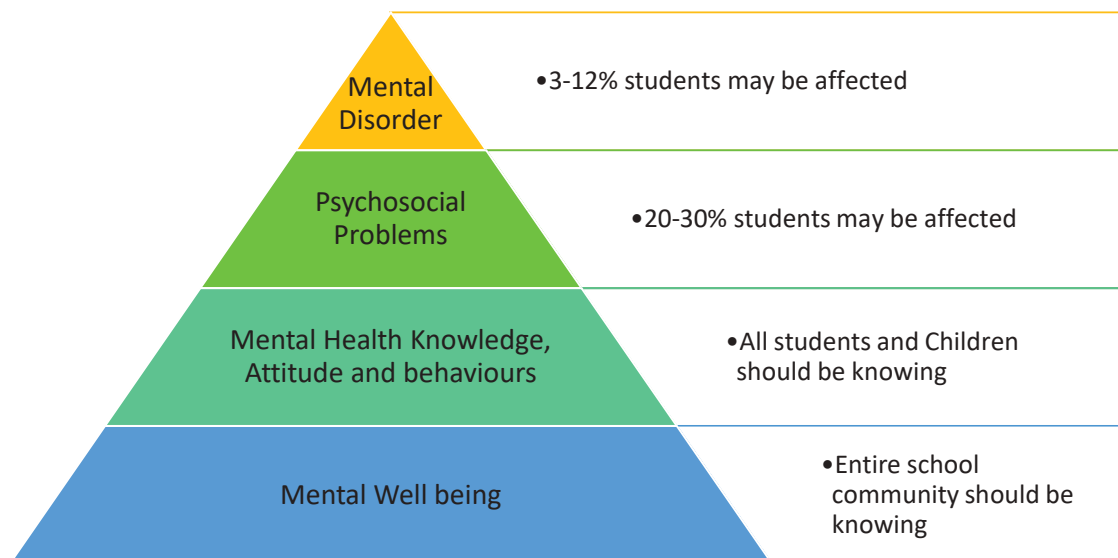 Mental
Disorder
•3-12% students may be affected
Psychosocial
Problems
•20-30% students may be affected
Mental Health Knowledge,
Attitude and behaviours
•All students and Children
should be knowing
Mental Well being
•Entire school
community should be
knowing